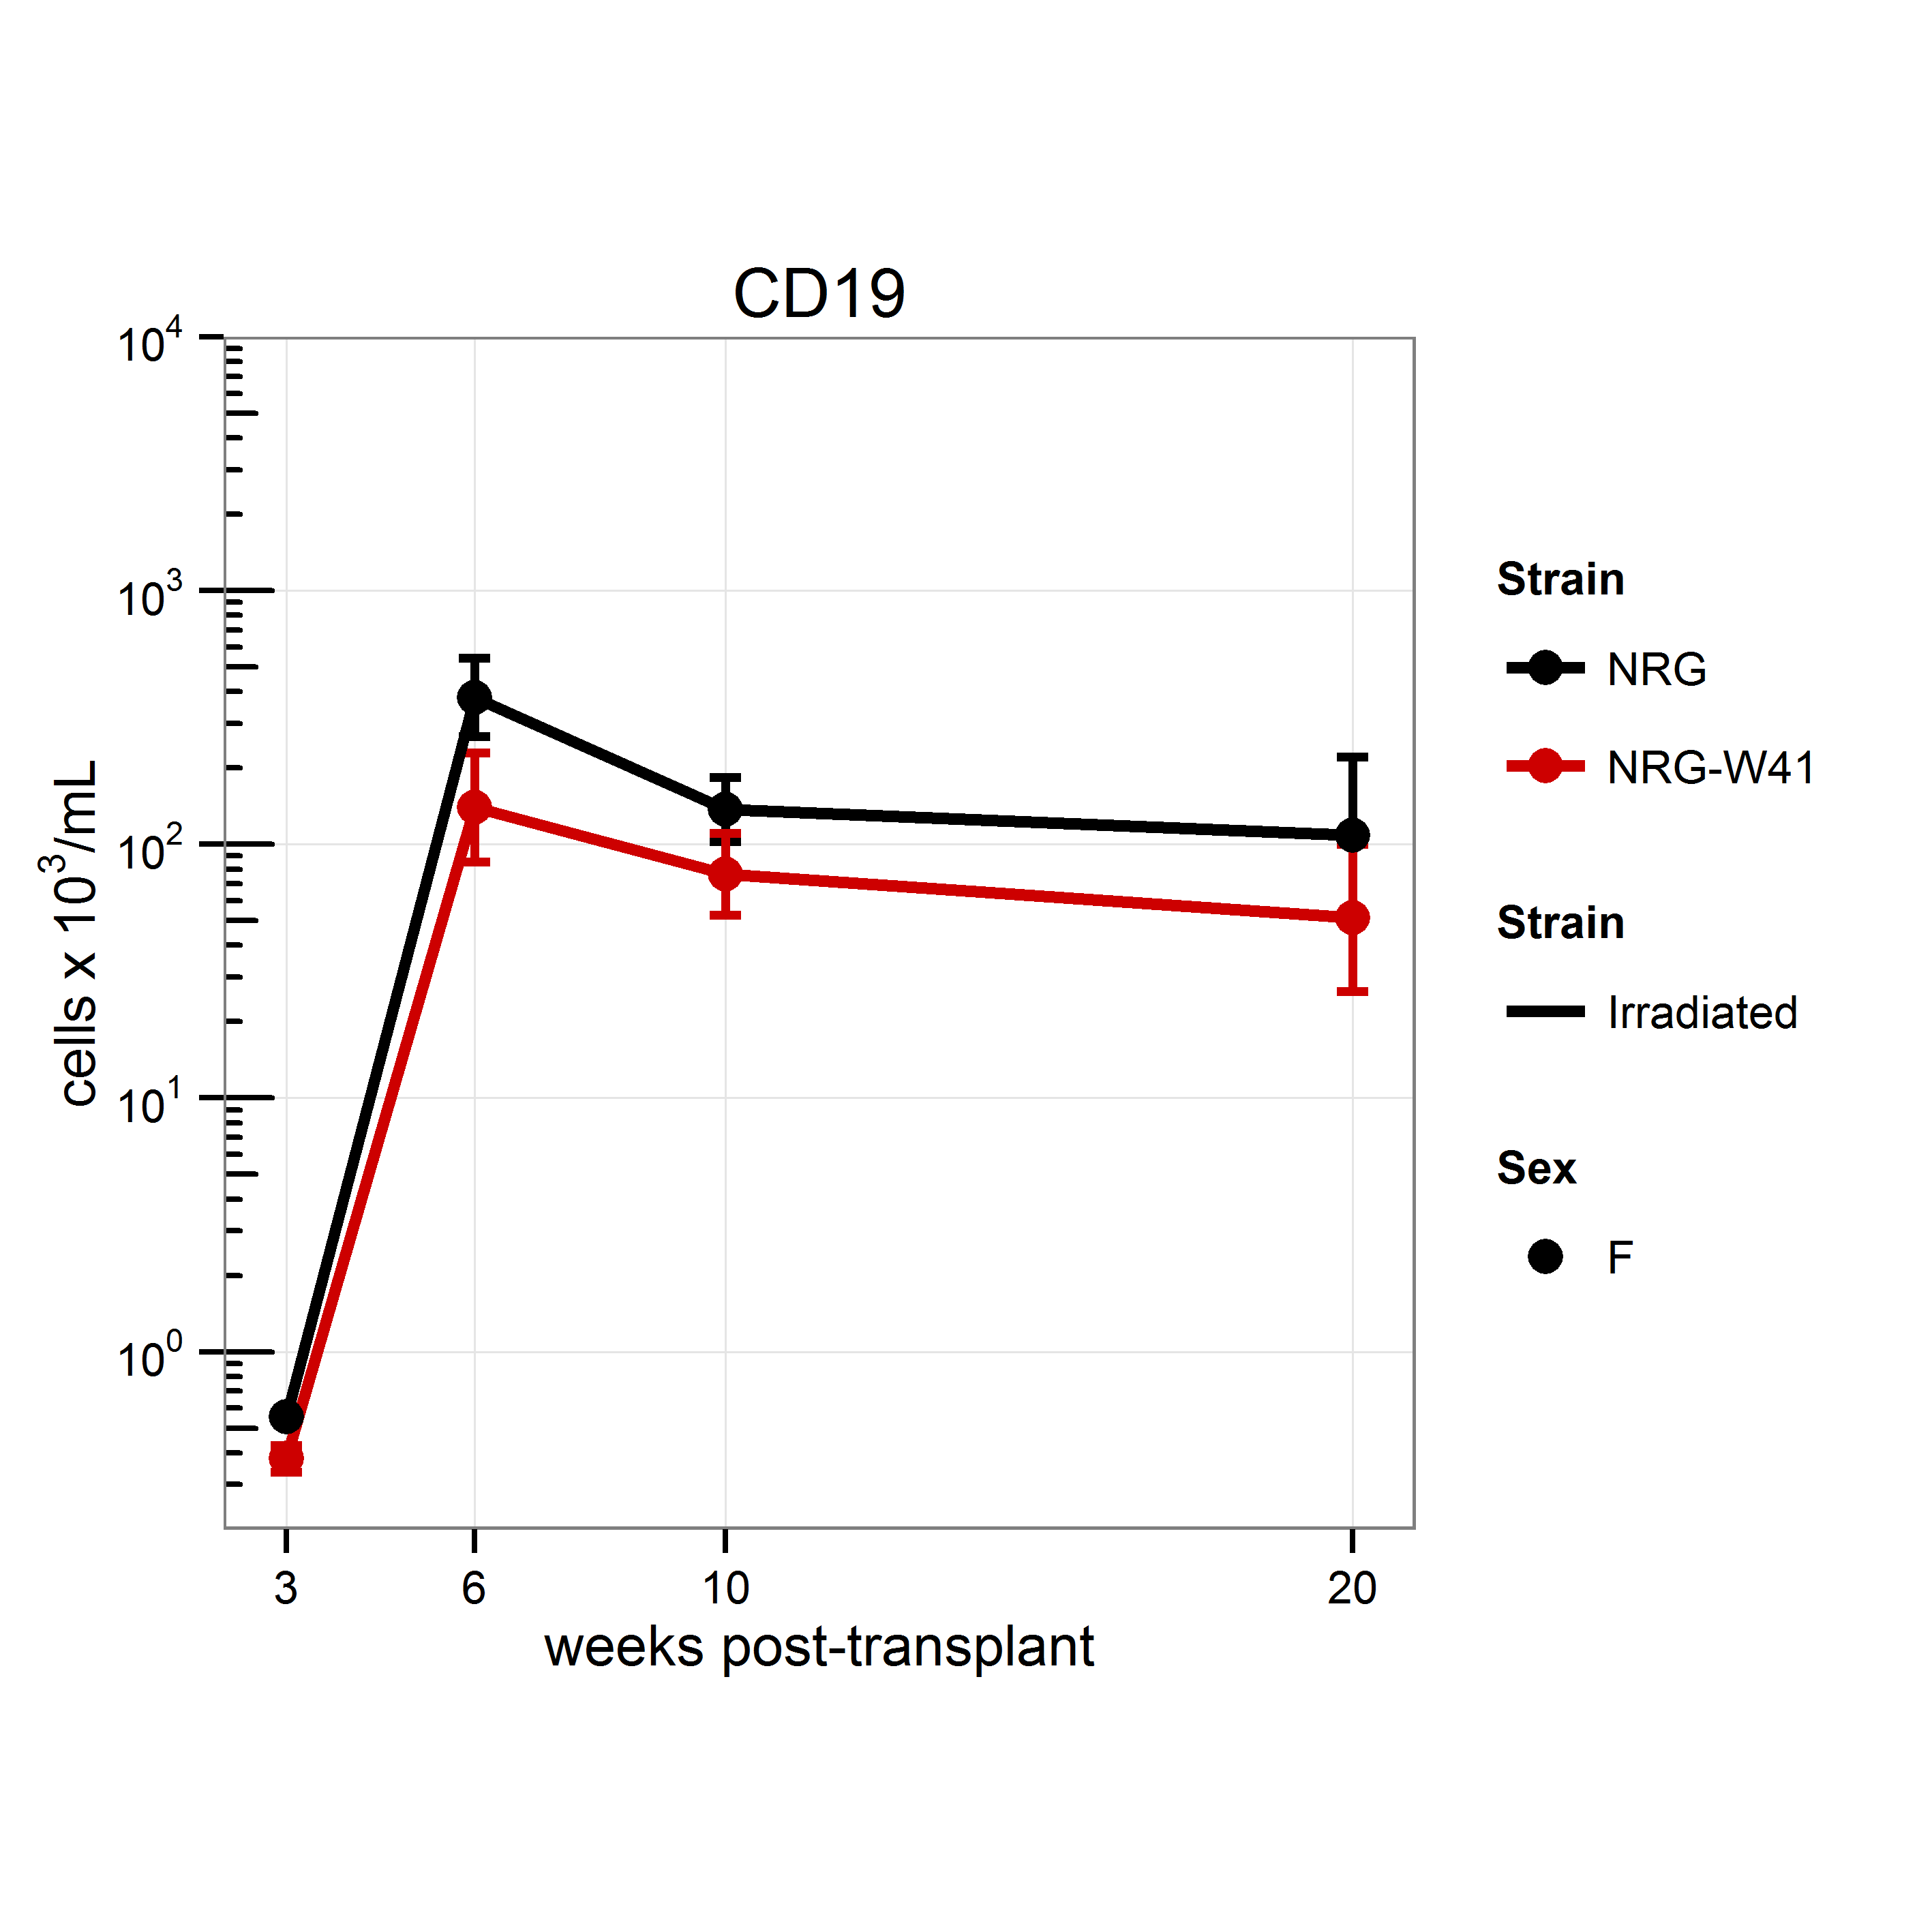 CD19
10⁴
10³
10²
10¹
10⁰
cells x 10³/mL
3 6 10 20
weeks post-transplant
Strain
NRG
NRG-W41
Strain
Irradiated
Sex
F